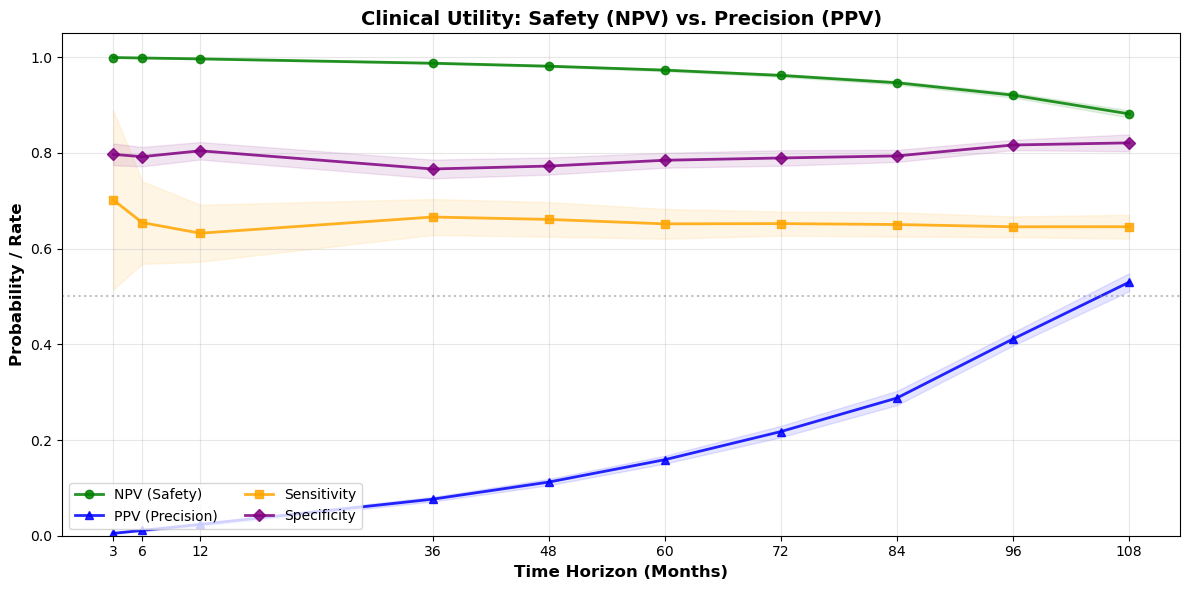 Clinical Utility: Safety (NPV) vs. Precision (PPV)
Probability / Rate
1.0
0.8
0.6
0.4
0.2
0.0
NPV (Safety)
PPV (Precision)
Sensitivity
Specificity
3 6 12 36 48 60 72 84 96 108
Time Horizon (Months)